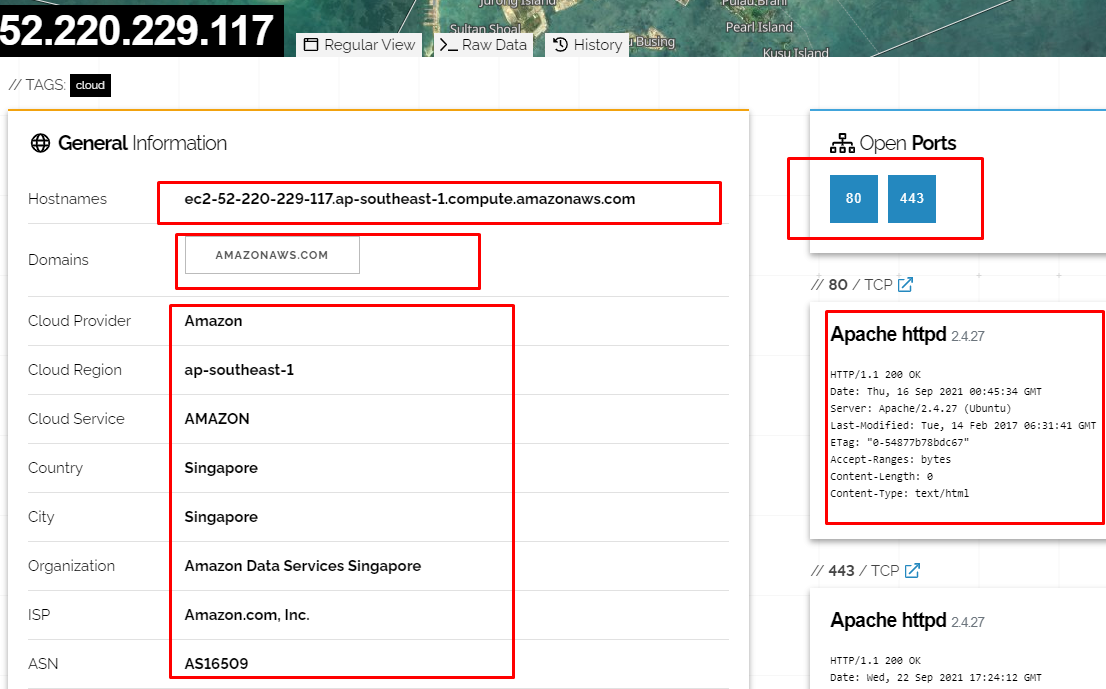 Jurong Island
Pulau Brani
Sultan Shoal
Pearl Island
52.220.229.117
Regular View
Raw Data
History
Busing
Kusu Island
// TAGS: cloud
General Information
Hostnames
ec2-52-220-229-117.ap-southeast-1.compute.amazonaws.com
Domains
AMAZONAWS.COM
Cloud Provider
Amazon
Cloud Region
ap-southeast-1
Cloud Service
AMAZON
Country
Singapore
City
Singapore
Organization
Amazon Data Services Singapore
ISP
Amazon.com, Inc.
ASN
AS16509
Open Ports
80
443
// 80 / TCP
Apache httpd 2.4.27
HTTP/1.1 200 OK
Date: Thu, 16 Sep 2021 00:45:34 GMT
Server: Apache/2.4.27 (Ubuntu)
Last-Modified: Tue, 14 Feb 2017 06:31:41 GMT
ETag: "0-54877b78bdc67"
Accept-Ranges: bytes
Content-Length: 0
Content-Type: text/html
// 443 / TCP
Apache httpd 2.4.27
HTTP/1.1 200 OK
Date: Wed, 22 Sep 2021 17:24:12 GMT